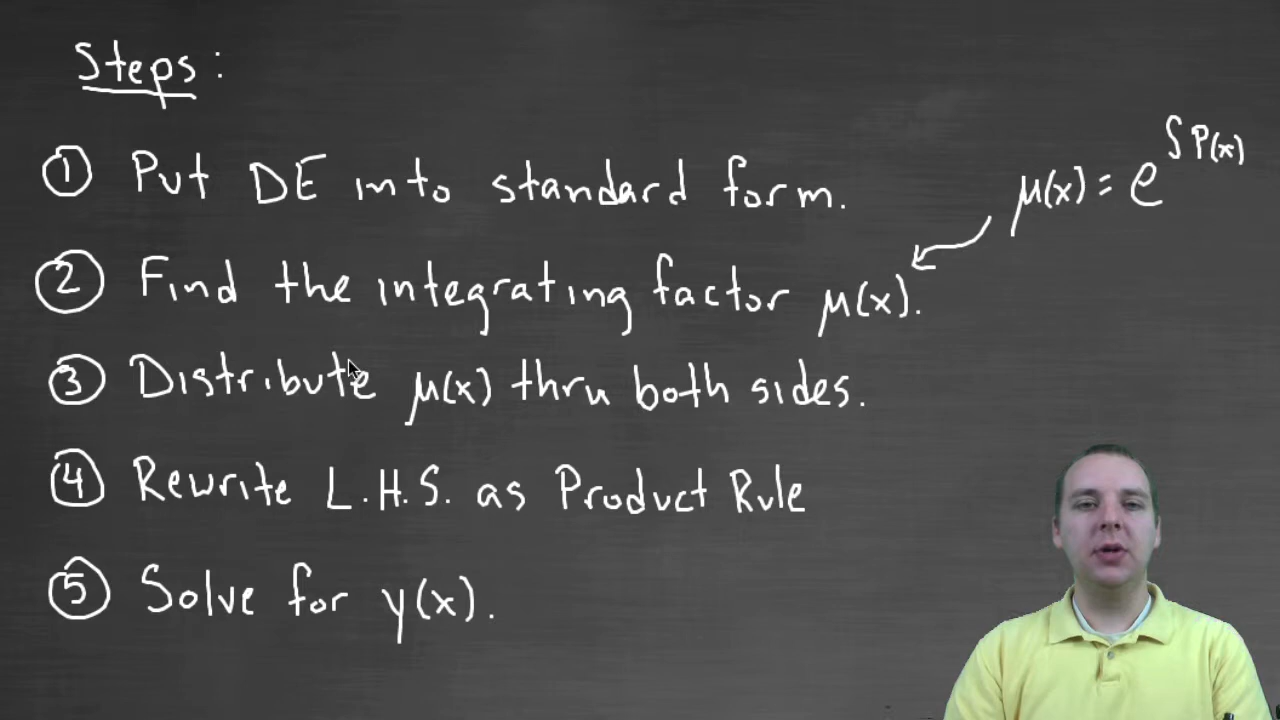 Steps:
① Put DE into standard form.
μ(x) = e^∫P(x)
② Find the integrating factor μ(x).
③ Distribute μ(x) thru both sides.
④ Rewrite L.H.S. as Product Rule
⑤ Solve for y(x).